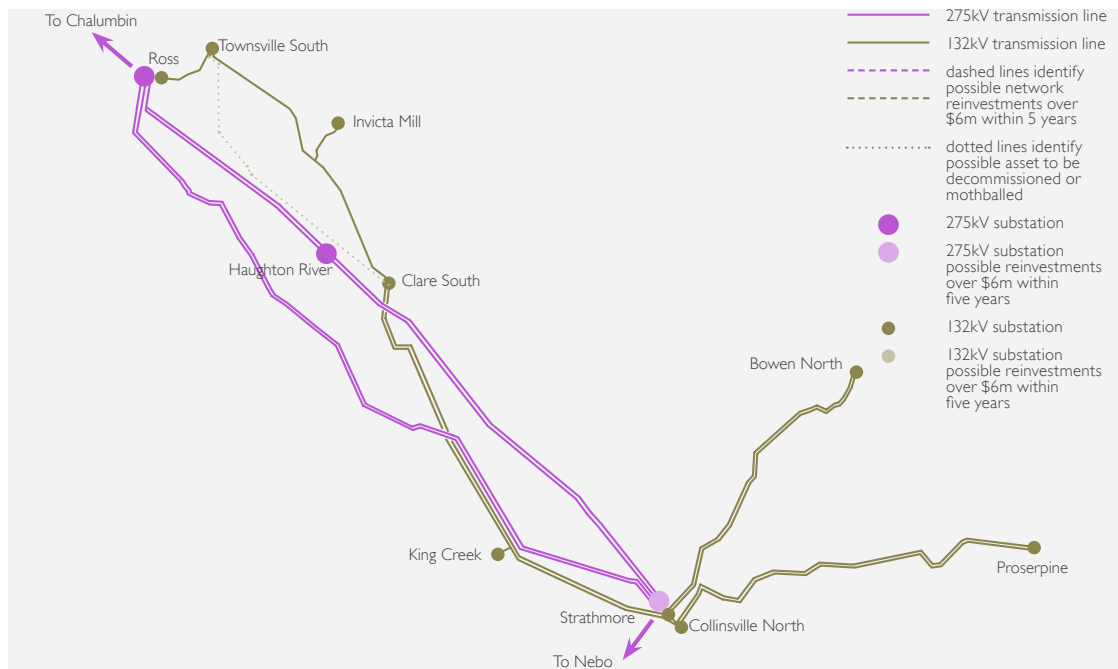 To Chalumbin
Ross
Townsville South
Invicta Mill
Haughton River
Clare South
Bowen North
King Creek
Proserpine
Strathmore
Collinsville North
To Nebo
275kV transmission line
132kV transmission line
dashed lines identify
possible network
reinvestments over
$6m within 5 years
dotted lines identify
possible asset to be
decommissioned or
mothballed
275kV substation
275kV substation
possible reinvestments
over $6m within
five years
132kV substation
132kV substation
possible reinvestments
over $6m within
five years